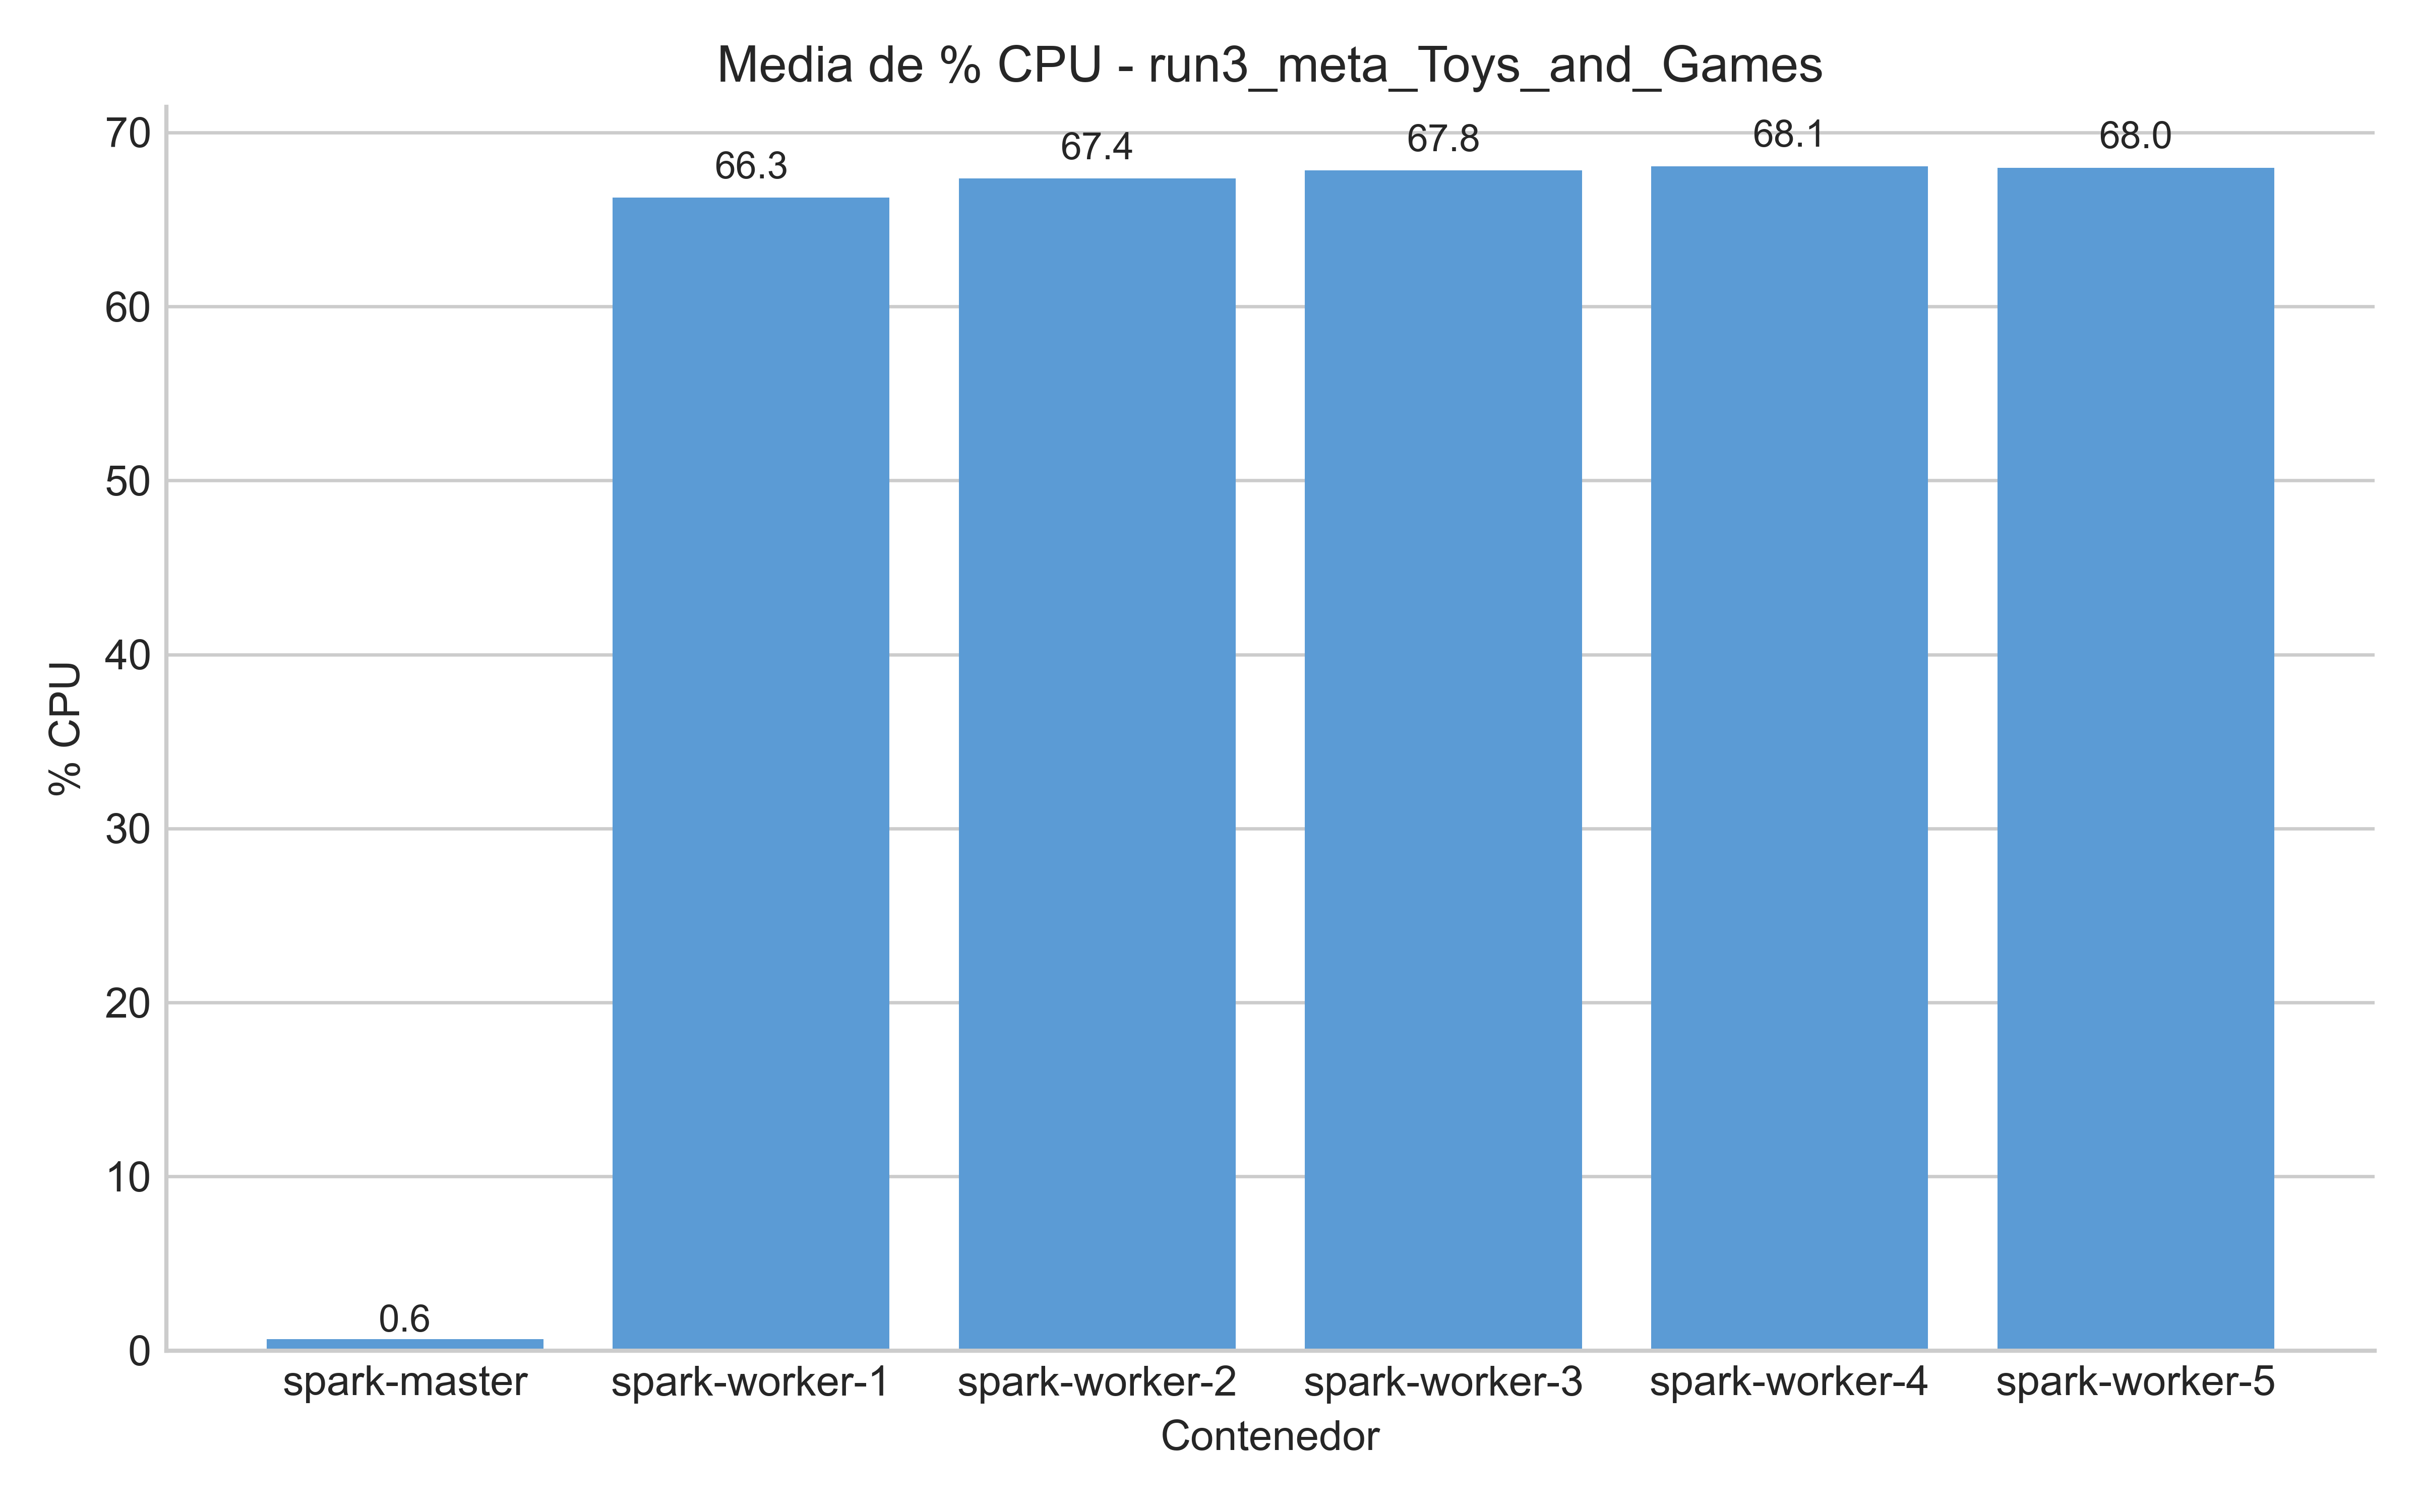 Media de % CPU - run3_meta_Toys_and_Games
% CPU
70
60
50
40
30
20
10
0
0.6
66.3
67.4
67.8
68.1
68.0
spark-master
spark-worker-1
spark-worker-2
spark-worker-3
spark-worker-4
spark-worker-5
Contenedor